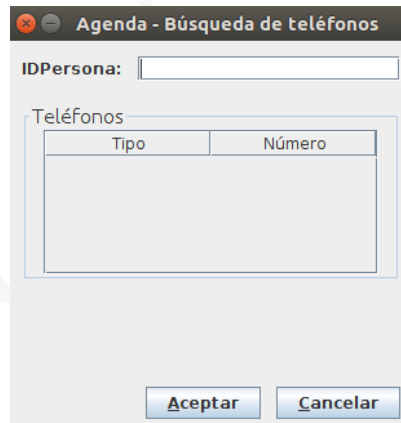 Agenda - Búsqueda de teléfonos
IDPersona:
Teléfonos
Tipo Número
Aceptar Cancelar